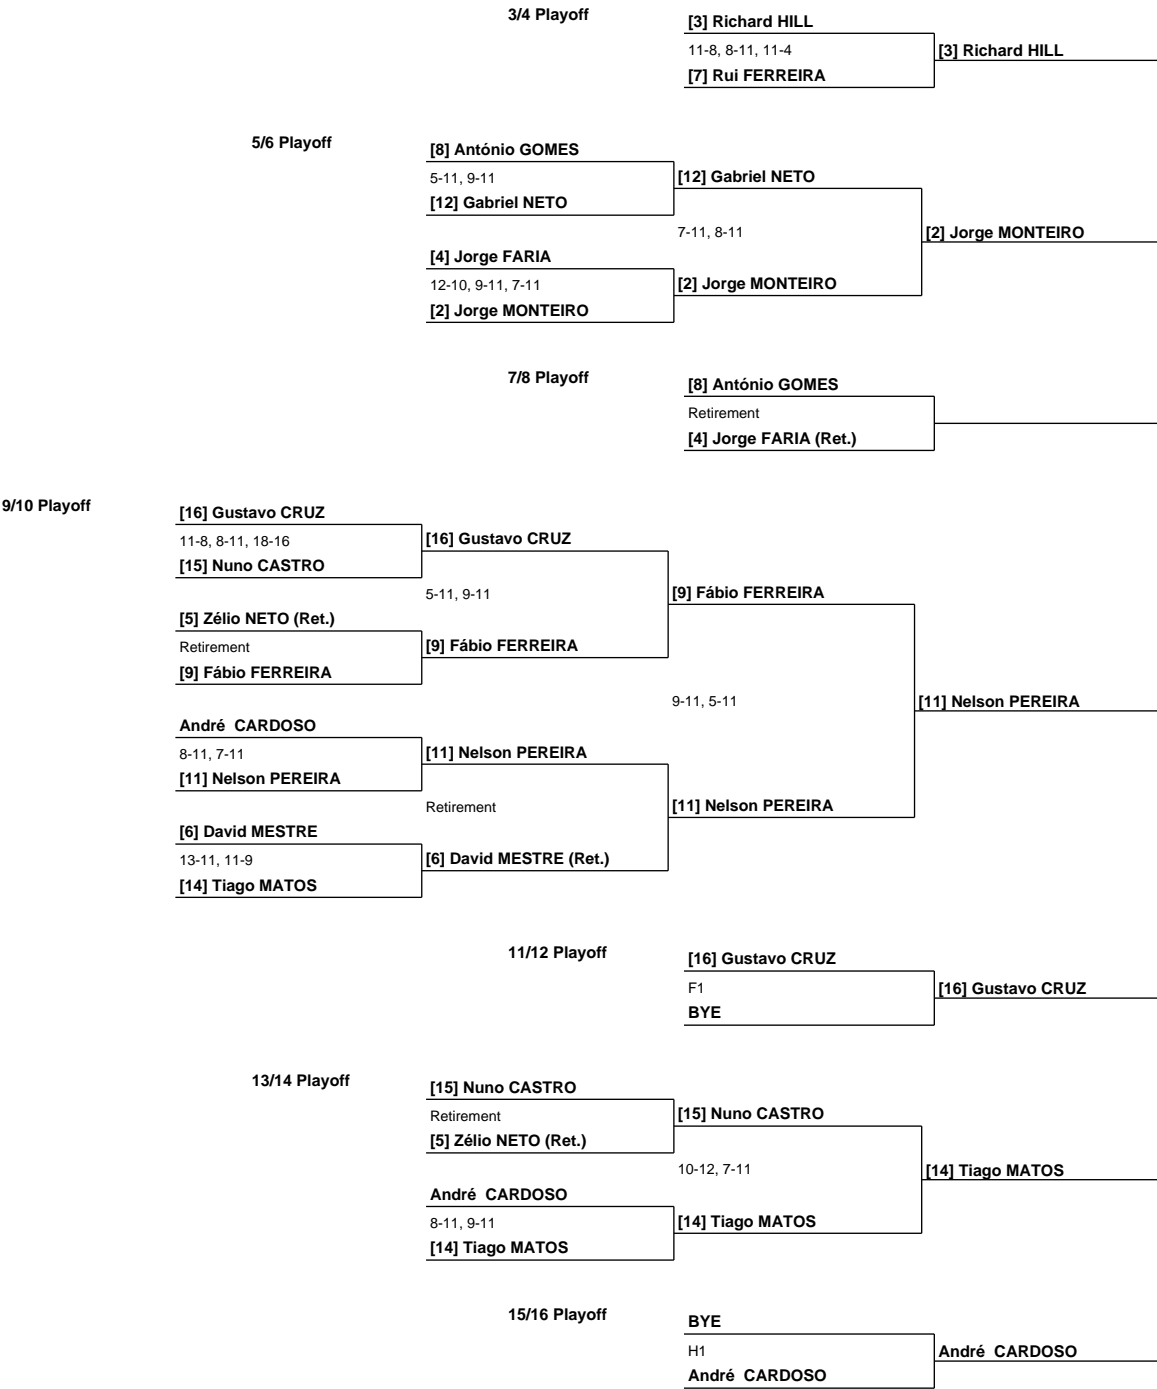 3/4 Playoff
[3] Richard HILL
11-8, 8-11, 11-4
[3] Richard HILL
[7] Rui FERREIRA
5/6 Playoff
[8] António GOMES
5-11, 9-11
[12] Gabriel NETO
[12] Gabriel NETO
7-11, 8-11
[2] Jorge MONTEIRO
[4] Jorge FARIA
12-10, 9-11, 7-11
[2] Jorge MONTEIRO
[2] Jorge MONTEIRO
7/8 Playoff
[8] António GOMES
Retirement
[4] Jorge FARIA (Ret.)
9/10 Playoff
[16] Gustavo CRUZ
11-8, 8-11, 18-16
[16] Gustavo CRUZ
[15] Nuno CASTRO
5-11, 9-11
[9] Fábio FERREIRA
[5] Zélio NETO (Ret.)
Retirement
[9] Fábio FERREIRA
[9] Fábio FERREIRA
9-11, 5-11
[11] Nelson PEREIRA
André  CARDOSO
8-11, 7-11
[11] Nelson PEREIRA
[11] Nelson PEREIRA
Retirement
[11] Nelson PEREIRA
[6] David MESTRE
13-11, 11-9
[6] David MESTRE (Ret.)
[14] Tiago MATOS
11/12 Playoff
[16] Gustavo CRUZ
F1
[16] Gustavo CRUZ
BYE
13/14 Playoff
[15] Nuno CASTRO
Retirement
[15] Nuno CASTRO
[5] Zélio NETO (Ret.)
10-12, 7-11
[14] Tiago MATOS
André  CARDOSO
8-11, 9-11
[14] Tiago MATOS
[14] Tiago MATOS
15/16 Playoff
BYE
H1
André  CARDOSO
André  CARDOSO